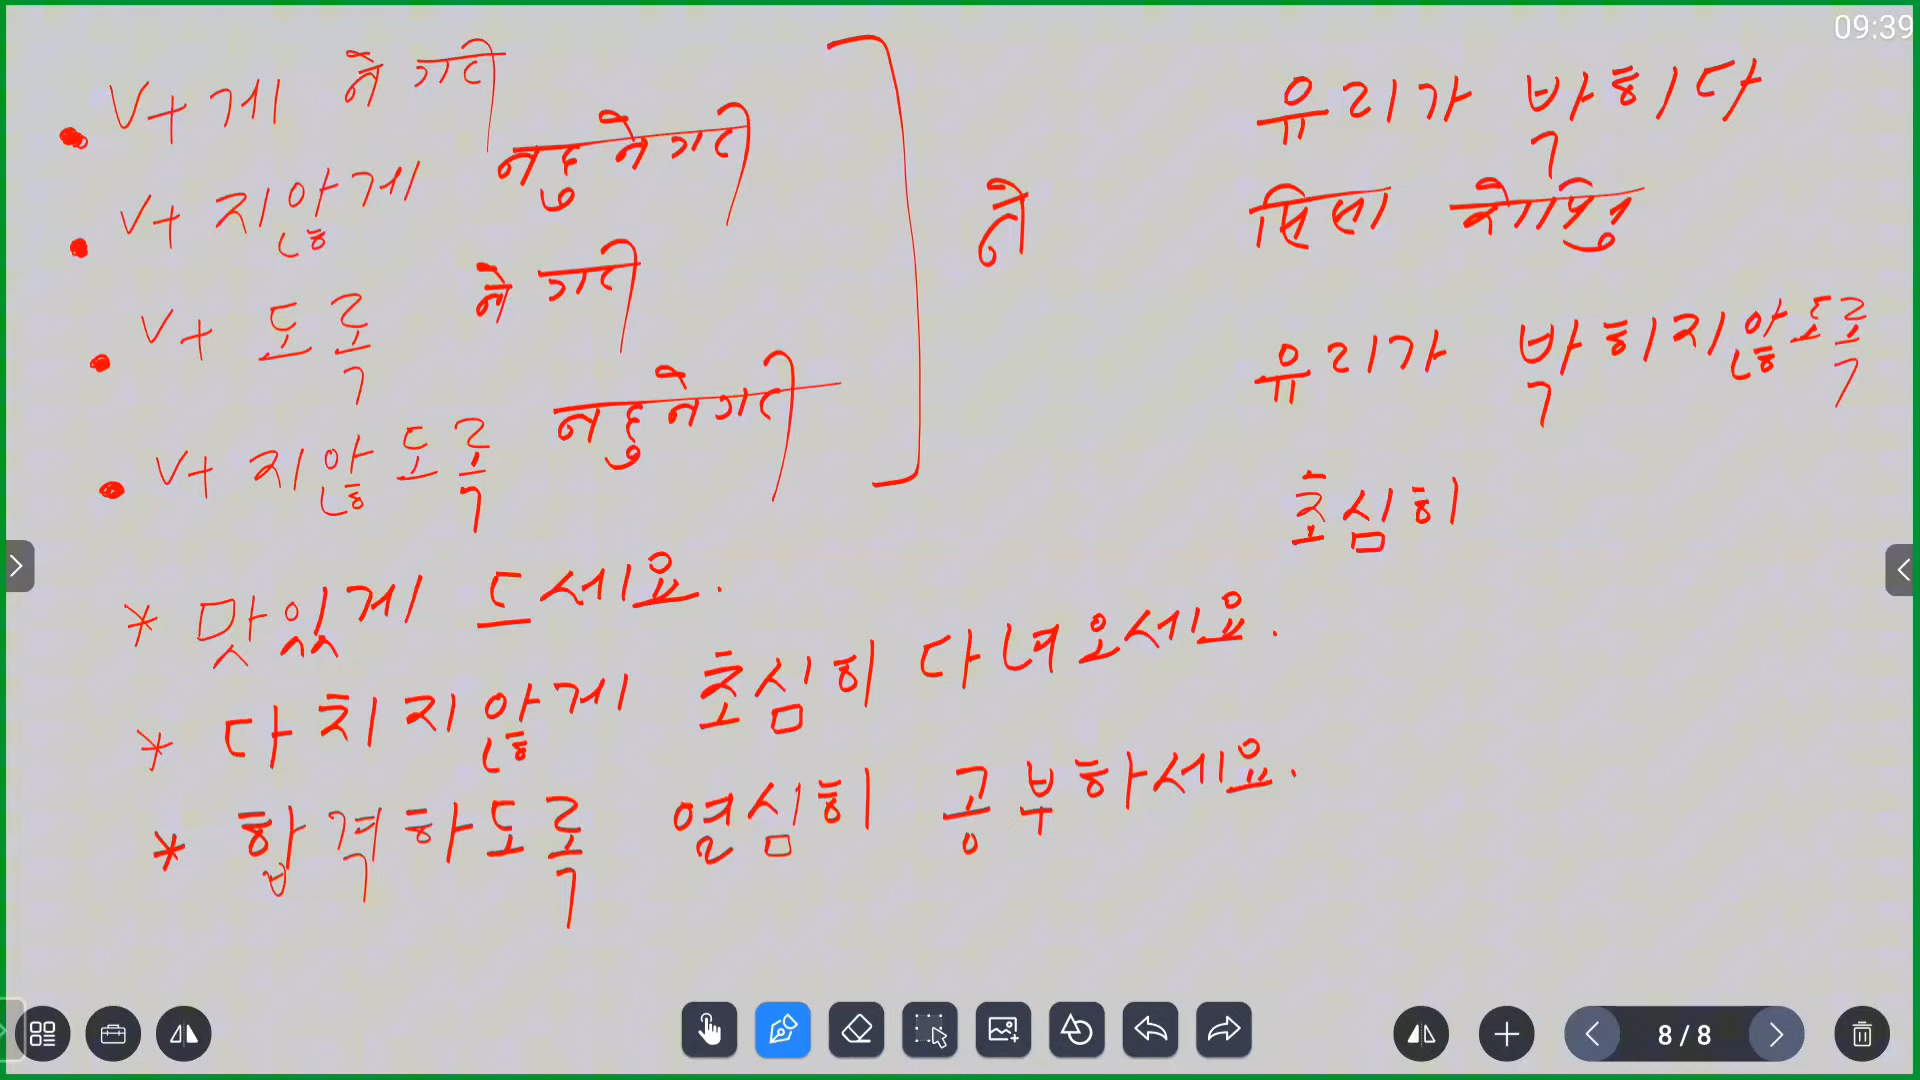 09:39
V+ 게 ने गरी
V+ 지않게 नहुने गरी
V+ 도록 ने गरी
V+ 지않도록 नहुने गरी
ने
* 맛있게 드세요.
* 다치지않게 초심히 다녀오세요.
* 합격하도록 열심히 공부하세요.
유리가 박히다
सिसा रोपिनु
유리가 박히지않도록
초심히
8 / 8